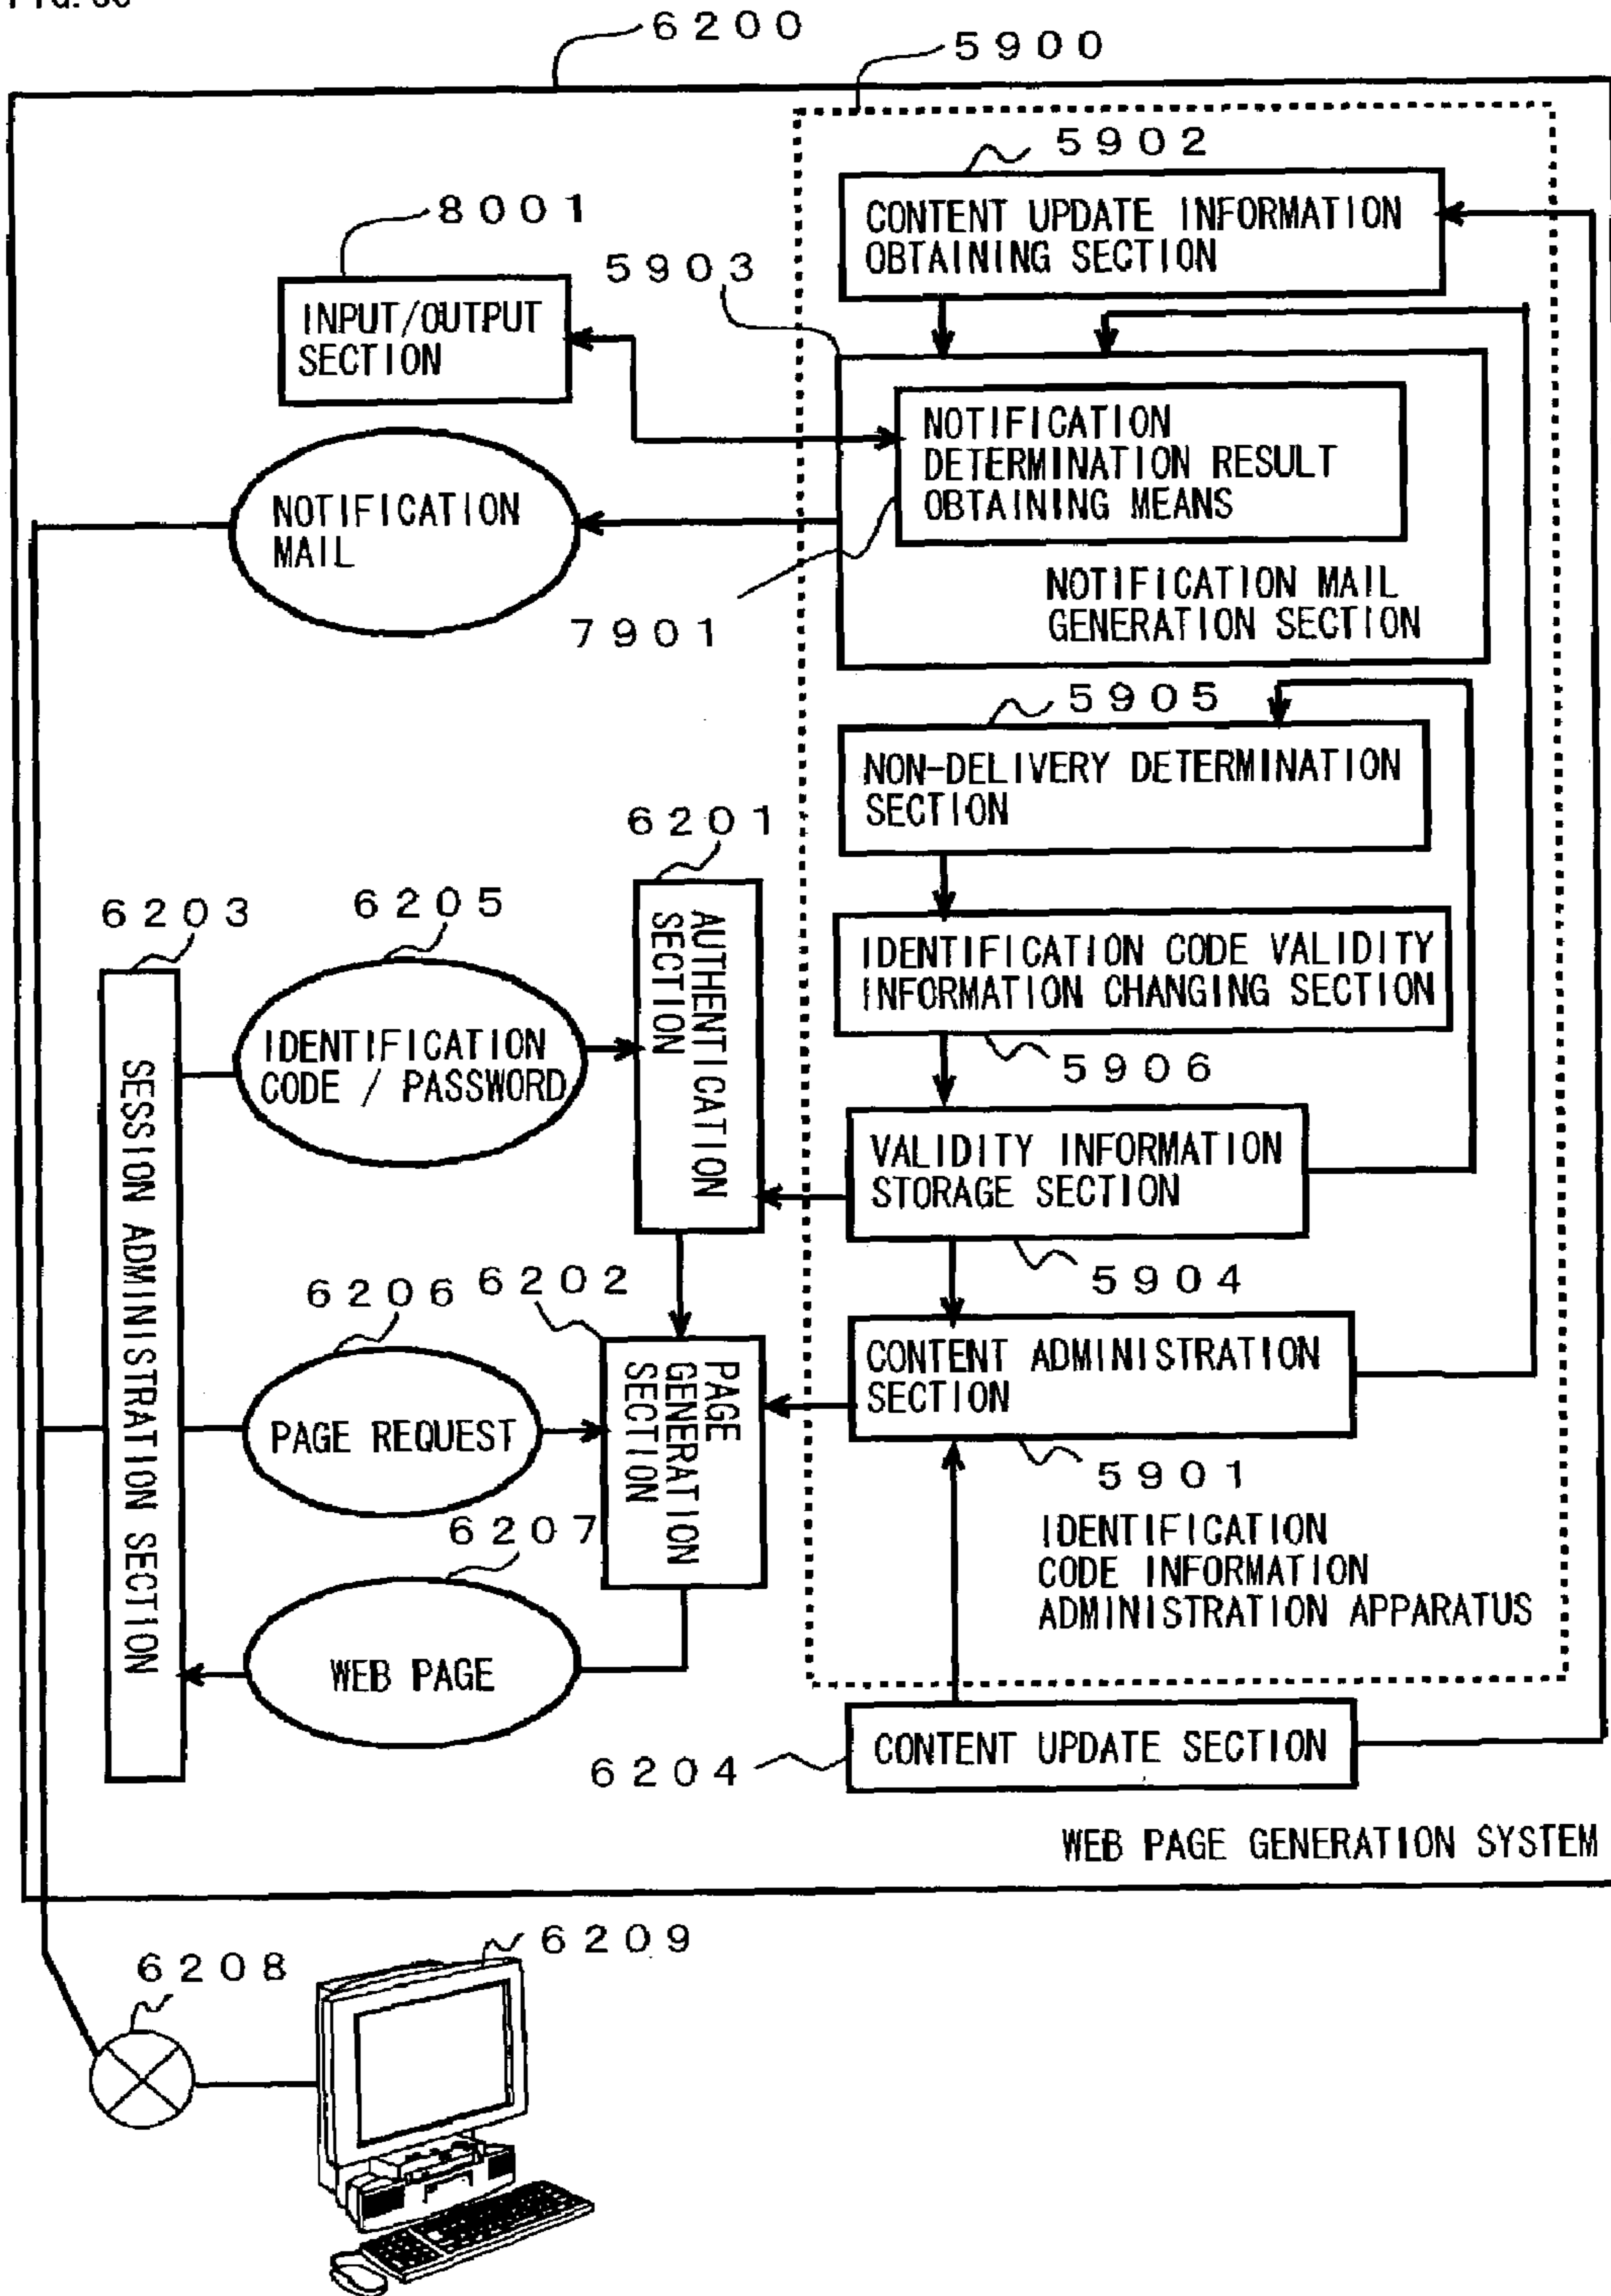 6200
5900
5902
CONTENT UPDATE INFORMATION
OBTAINING SECTION
8001
INPUT/OUTPUT
SECTION
5903
NOTIFICATION
DETERMINATION RESULT
OBTAINING MEANS
NOTIFICATION
MAIL
7901
NOTIFICATION MAIL
GENERATION SECTION
5905
NON-DELIVERY DETERMINATION
SECTION
6201
AUTHENTICATION
SECTION
6203
SESSION ADMINISTRATION SECTION
6205
IDENTIFICATION
CODE / PASSWORD
IDENTIFICATION CODE VALIDITY
INFORMATION CHANGING SECTION
5906
VALIDITY INFORMATION
STORAGE SECTION
5904
6206
6202
PAGE REQUEST
PAGE
GENERATION
SECTION
CONTENT ADMINISTRATION
SECTION
5901
6207
WEB PAGE
IDENTIFICATION
CODE INFORMATION
ADMINISTRATION APPARATUS
6204
CONTENT UPDATE SECTION
WEB PAGE GENERATION SYSTEM
6208
6209